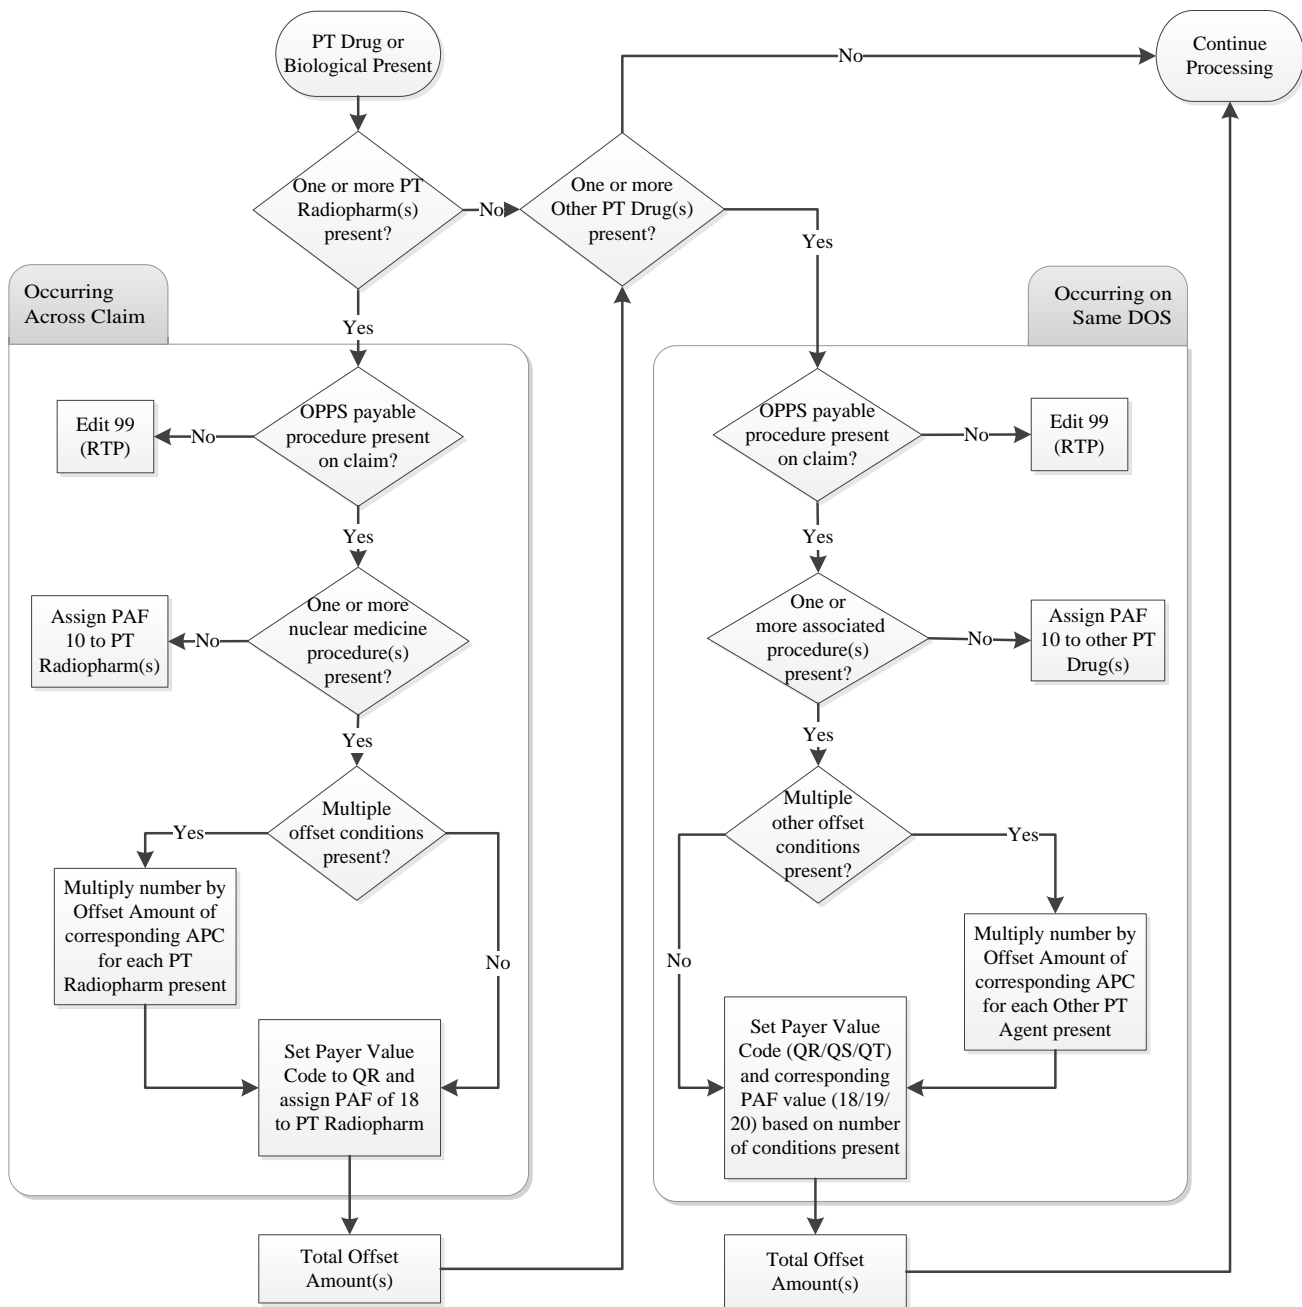 PT Drug or
Biological Present
No
Continue
Processing
One or more PT
Radiopharm(s)
present?
No
One or more
Other PT Drug(s)
present?
Yes
Occurring
Across Claim
Yes
Occurring on
Same DOS
OPPS payable
procedure present
on claim?
No
Edit 99
(RTP)
OPPS payable
procedure present
on claim?
No
Edit 99
(RTP)
Yes
Yes
One or more
nuclear medicine
procedure(s)
present?
No
Assign PAF
10 to PT
Radiopharm(s)
One or
more associated
procedure(s)
present?
No
Assign PAF
10 to other PT
Drug(s)
Yes
Yes
Multiple
offset conditions
present?
Yes
No
Multiply number by
Offset Amount of
corresponding APC
for each PT
Radiopharm present
Multiple
other offset
conditions
present?
Yes
No
Multiply number by
Offset Amount of
corresponding APC
for each Other PT
Agent present
Set Payer Value
Code to QR and
assign PAF of 18
to PT Radiopharm
Set Payer Value
Code (QR/QS/QT)
and corresponding
PAF value (18/19/
20) based on number
of conditions present
Total Offset
Amount(s)
Total Offset
Amount(s)